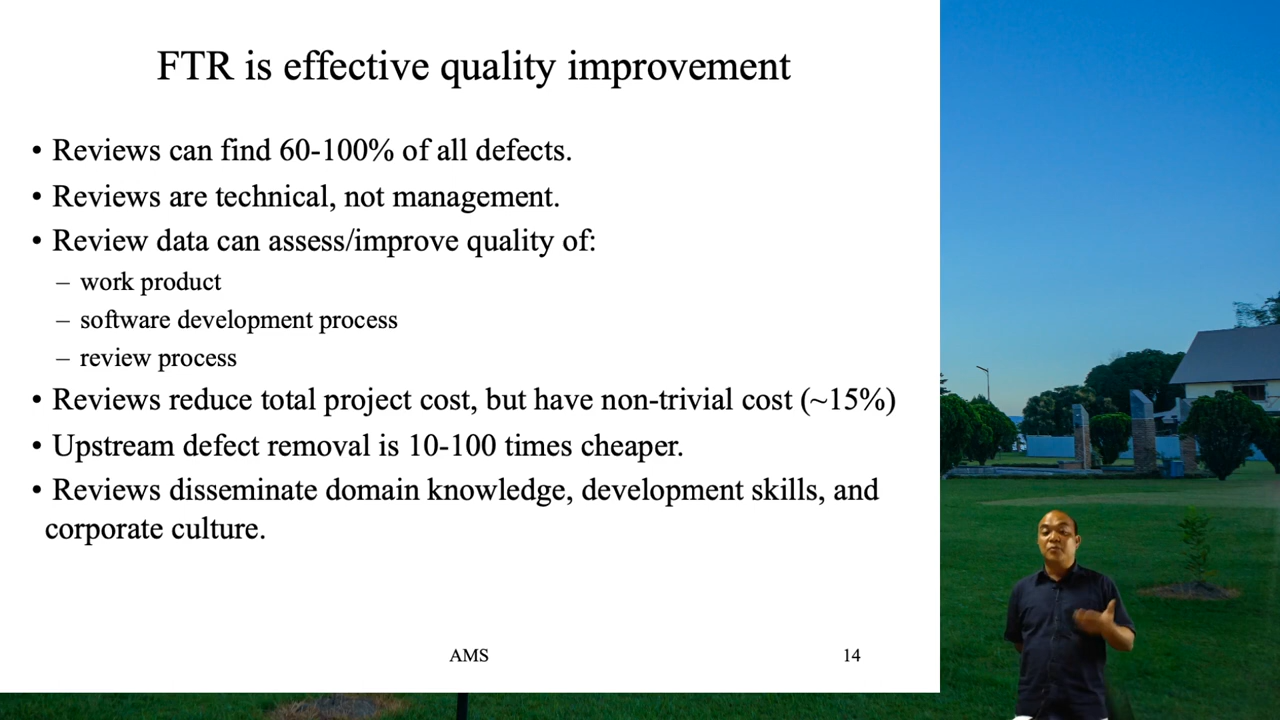 FTR is effective quality improvement
• Reviews can find 60-100% of all defects.
• Reviews are technical, not management.
• Review data can assess/improve quality of:
– work product
– software development process
– review process
• Reviews reduce total project cost, but have non-trivial cost (~15%)
• Upstream defect removal is 10-100 times cheaper.
• Reviews disseminate domain knowledge, development skills, and
corporate culture.
AMS
14